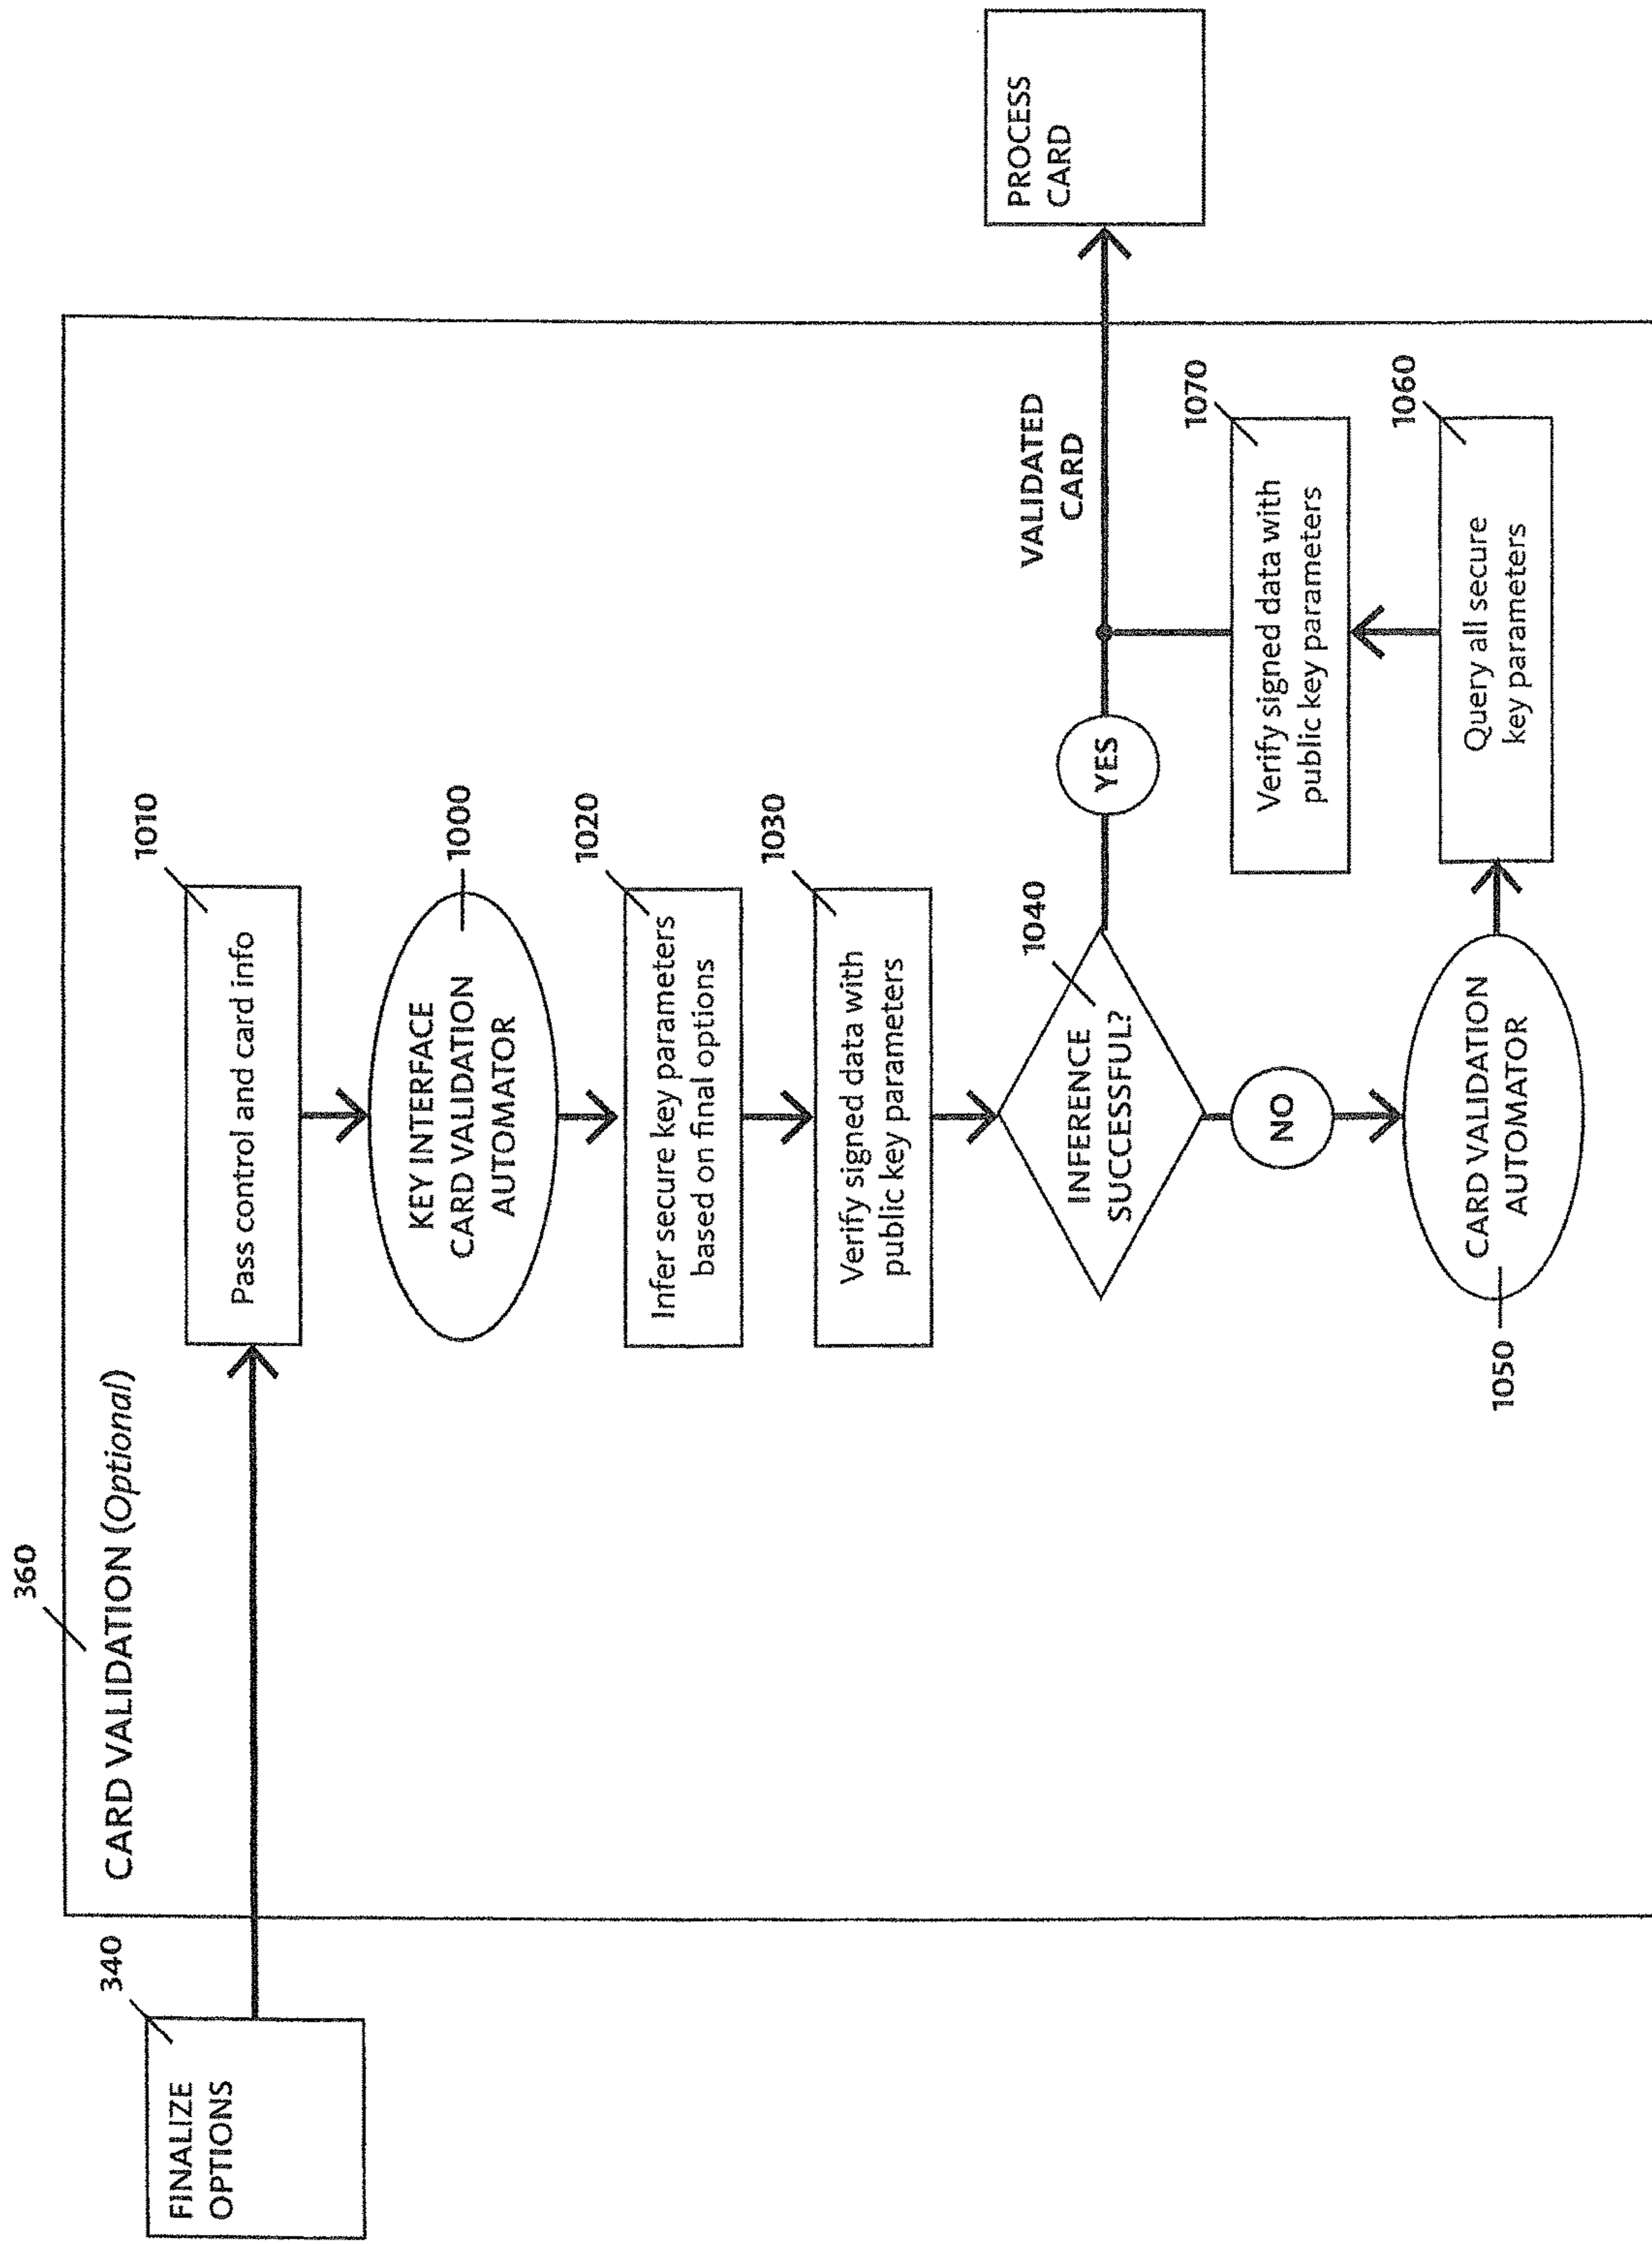 360
CARD VALIDATION (Optional)
340
FINALIZE
OPTIONS
1010
Pass control and card info
KEY INTERFACE
CARD VALIDATION
AUTOMATOR
1000
1020
Infer secure key parameters
based on final options
1030
Verify signed data with
public key parameters
1040
INFERENCE
SUCCESSFUL?
YES
VALIDATED
CARD
PROCESS
CARD
NO
1050
CARD VALIDATION
AUTOMATOR
1060
Query all secure
key parameters
1070
Verify signed data with
public key parameters